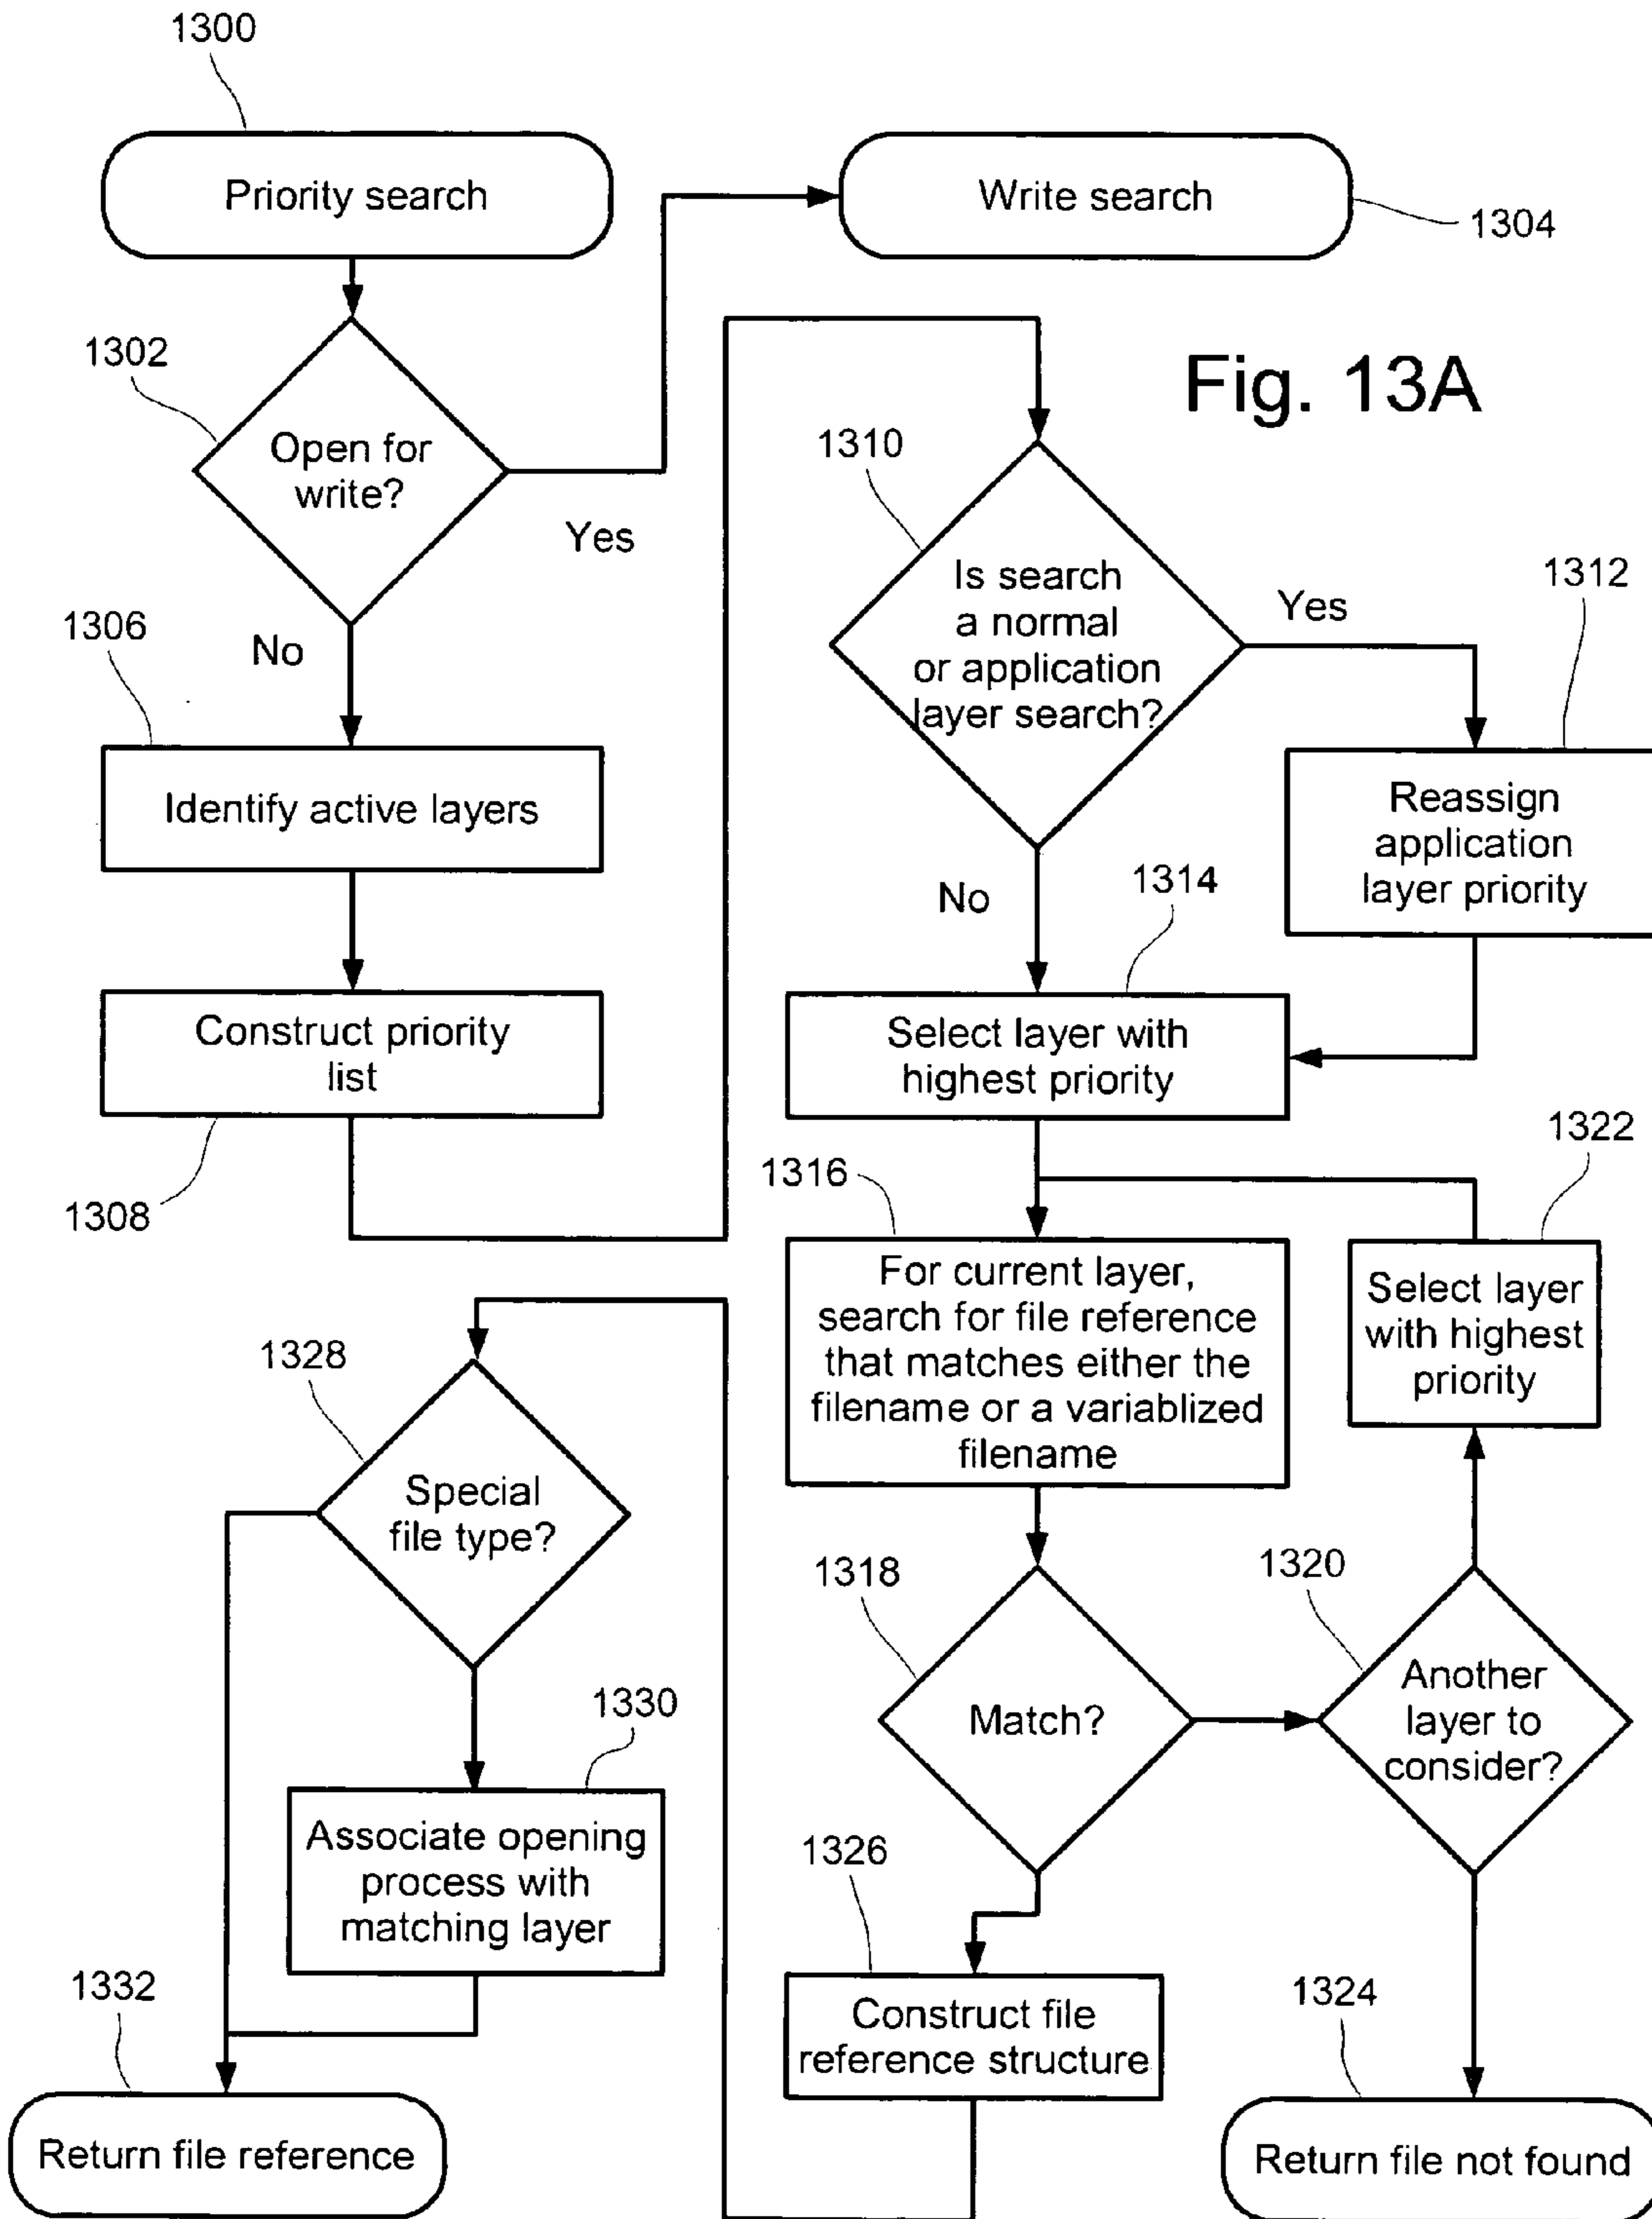 1300
Priority search
Write search
1304
1302
Open for
write?
Yes
No
Fig. 13A
1306
Identify active layers
Construct priority
list
1308
1310
Is search
a normal
or application
layer search?
Yes
No
1312
Reassign
application
layer priority
1314
Select layer with
highest priority
1316
For current layer,
search for file reference
that matches either the
filename or a variablized
filename
1322
Select layer
with highest
priority
1318
Match?
1320
Another
layer to
consider?
1326
Construct file
reference structure
1324
Return file not found
1328
Special
file type?
1330
Associate opening
process with
matching layer
1332
Return file reference